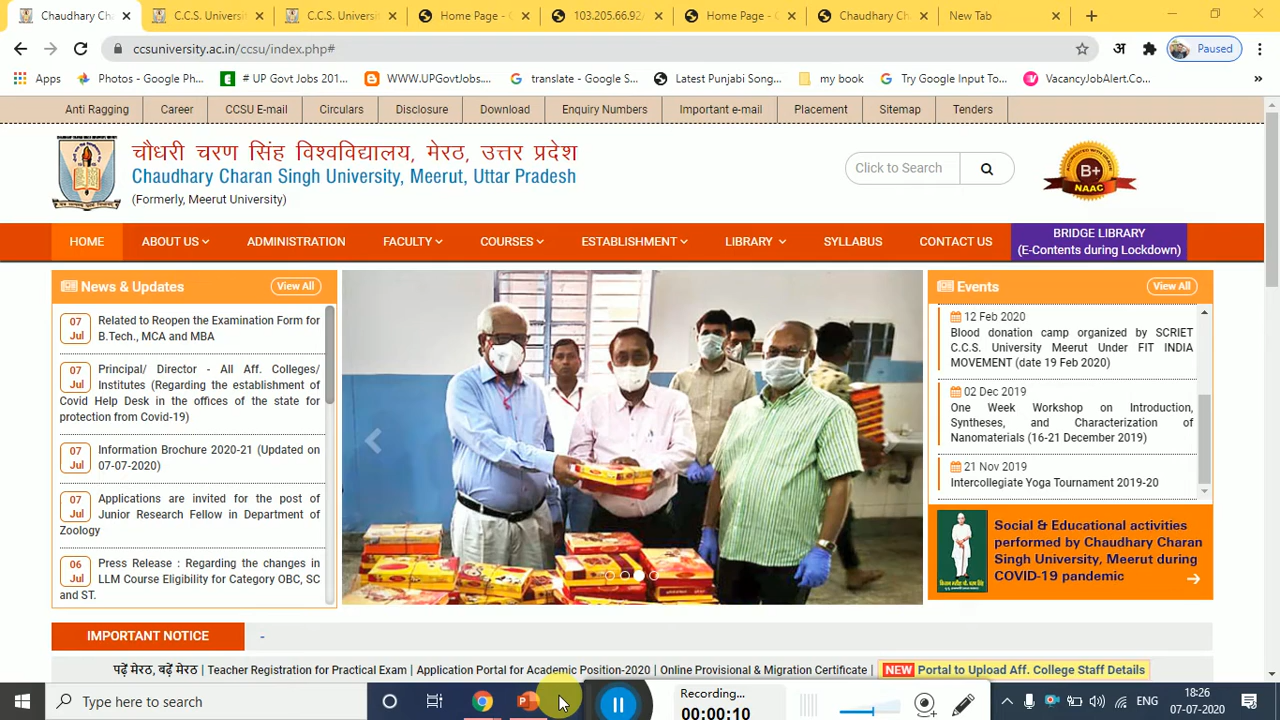 Chaudhary Ch
C.C.S. Universit
C.C.S. Univers
Home Page -
103.205.66.92
Home Page -
Chaudhary Ch
New Tab
ccsuniversity.ac.in/ccsu/index.php#
अ
Paused
Apps
Photos - Google Ph...
# UP Govt Jobs 201...
WWW.UPGovtJobs....
translate - Google S...
Latest Punjabi Song...
my book
Try Google Input To...
VacancyJobAlert.Co...
»
Anti Ragging
Career
CCSU E-mail
Circulars
Disclosure
Download
Enquiry Numbers
Important e-mail
Placement
Sitemap
Tenders
चौधरी चरण सिंह विश्वविद्यालय, मेरठ, उत्तर प्रदेश
Chaudhary Charan Singh University, Meerut, Uttar Pradesh
(Formerly, Meerut University)
Click to Search
B+
NAAC
HOME
ABOUT US
ADMINISTRATION
FACULTY
COURSES
ESTABLISHMENT
LIBRARY
SYLLABUS
CONTACT US
BRIDGE LIBRARY
(E-Contents during Lockdown)
News & Updates
View All
07
Jul
Related to Reopen the Examination Form for
B.Tech., MCA and MBA
07
Jul
Principal/ Director - All Aff. Colleges/
Institutes (Regarding the establishment of
Covid Help Desk in the offices of the state for
protection from Covid-19)
07
Jul
Information Brochure 2020-21 (Updated on
07-07-2020)
07
Jul
Applications are invited for the post of
Junior Research Fellow in Department of
Zoology
06
Jul
Press Release : Regarding the changes in
LLM Course Eligibility for Category OBC, SC
and ST.
Events
View All
12 Feb 2020
Blood donation camp organized by SCRIET
C.C.S. University Meerut Under FIT INDIA
MOVEMENT (date 19 Feb 2020)
02 Dec 2019
One Week Workshop on Introduction,
Syntheses, and Characterization of
Nanomaterials (16-21 December 2019)
21 Nov 2019
Intercollegiate Yoga Tournament 2019-20
Social & Educational activities
performed by Chaudhary Charan
Singh University, Meerut during
COVID-19 pandemic
IMPORTANT NOTICE
-
पढ़ें मेरठ, बढ़ें मेरठ | Teacher Registration for Practical Exam | Application Portal for Academic Position-2020 | Online Provisional & Migration Certificate | NEW Portal to Upload Aff. College Staff Details
Type here to search
Recording...
00:00:10
ENG
18:26
07-07-2020